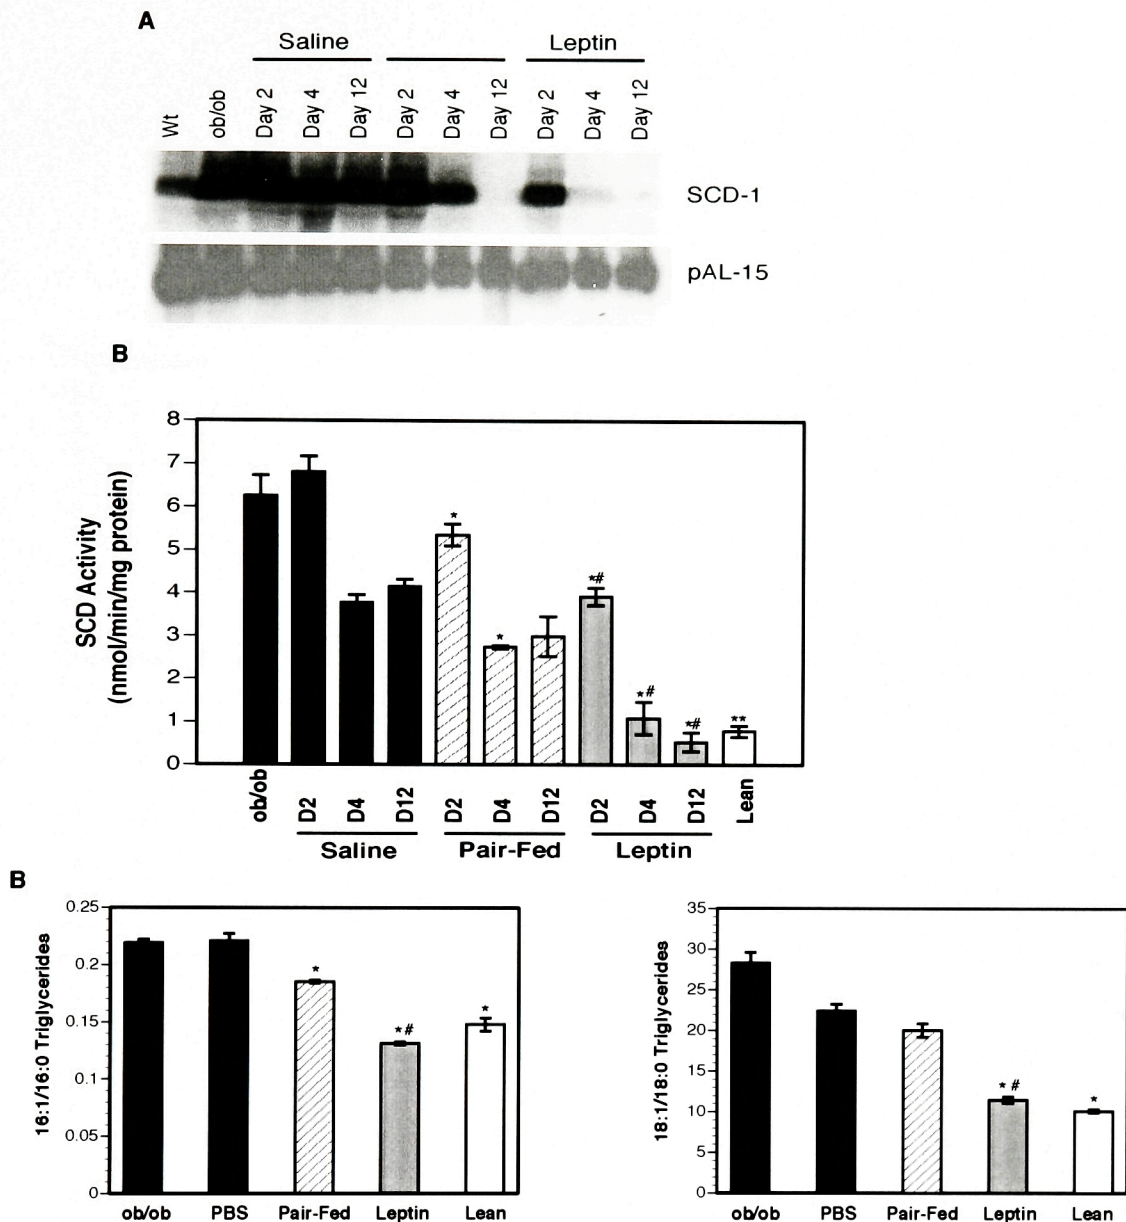 A
Saline
Leptin
Wt
ob/ob
Day 2
Day 4
Day 12
Day 2
Day 4
Day 12
Day 2
Day 4
Day 12
SCD-1
pAL-15
B
SCD Activity
(nmol/min/mg protein)
8
7
6
5
4
3
2
1
0
*
*
*#
*#
*#
**
ob/ob
D2
D4
D12
D2
D4
D12
D2
D4
D12
Lean
Saline
Pair-Fed
Leptin
B
16:1/16:0 Triglycerides
0.25
0.2
0.15
0.1
0.05
0
*
*#
*
ob/ob
PBS
Pair-Fed
Leptin
Lean
18:1/18:0 Triglycerides
35
30
25
20
15
10
5
0
*#
*
ob/ob
PBS
Pair-Fed
Leptin
Lean